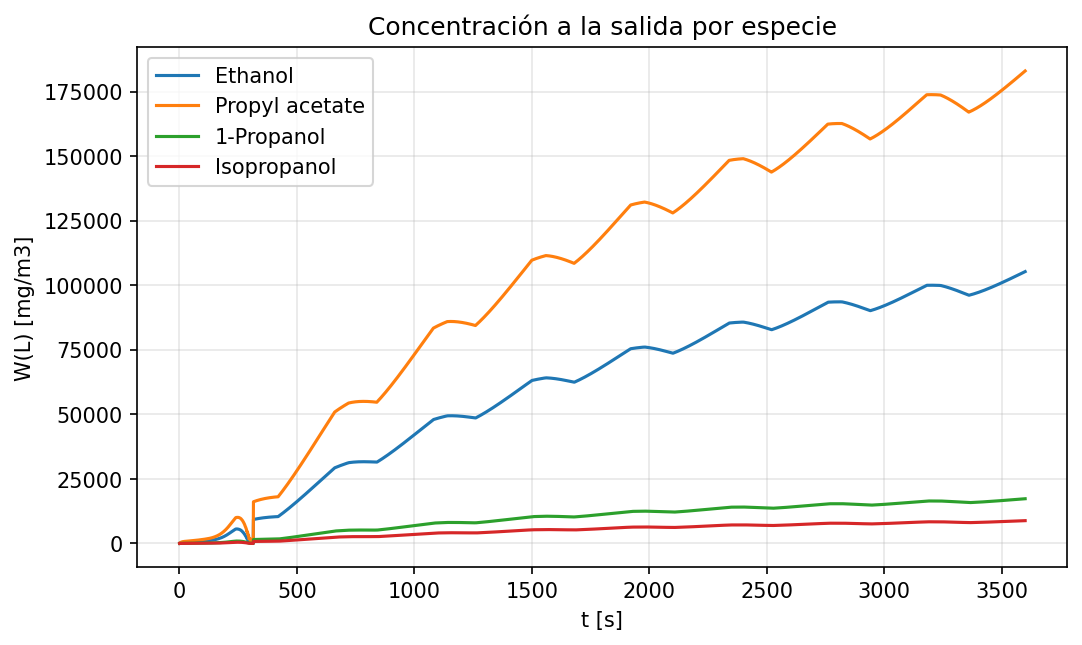 Concentración a la salida por especie
Ethanol
Propyl acetate
1-Propanol
Isopropanol
W(L) [mg/m3]
175000
150000
125000
100000
75000
50000
25000
0
0 500 1000 1500 2000 2500 3000 3500
t [s]